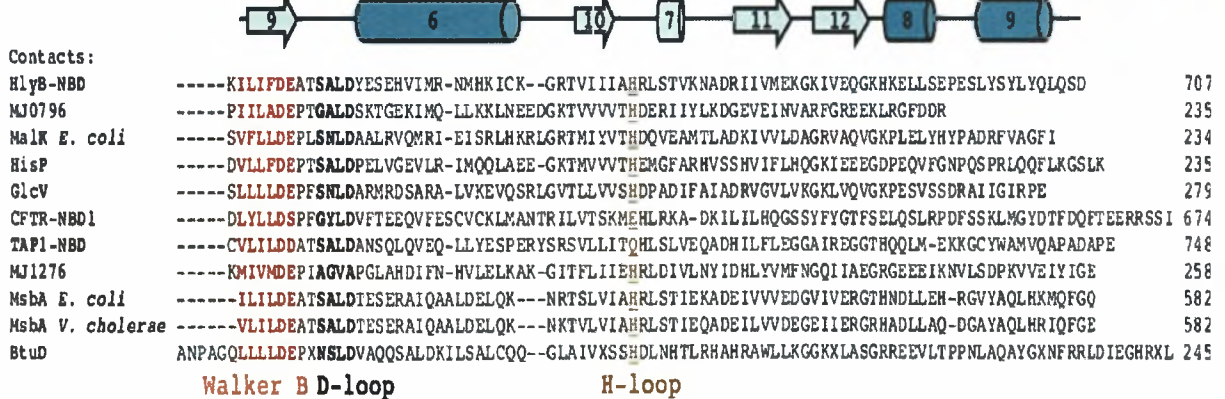 9 6 10 7 11 12 8 9
Contacts:
HlyB-NBD -----KILIFDEATSALDYESEHVIMR-NMHKICK--GRTVIIIAHRLSTVKNADRIIVMEKGKIVEQGKHKELLSEPESLYSYLYQLQSD 707
MJ0796 -----PIILADEPTGALDSKTGEKIMQ-LLKKLNEEDGKTVVVVTHDERIIYLKDGEVEINVARFGREEKLRGFDDR 235
MalK E. coli -----SVFLLDEPLSNLDAALRVQMRI-EISRLHKRLGRTMIYVTHDQVEAMTLADKIVVLDAGRVAQVGKPLELYHYPADRFVAGFI 234
HisP -----DVLLFDEPTSALDPELVGEVLR-IMQQLAEE-GKTMVVVTHEMGFARHVSSHVIFLHQGKIEEEGDPEQVFGNPQSPRLQQFLKGSLK 235
GlcV -----SLLLLDEPFSNLDARMRDSARA-LVKEVQSRLGVTLLVVSHDPADIFAIADRVGVLVKGKLVQVGKPESVSSDRAIIGIRPE 279
CFTR-NBD1 -----DLYLLDSPFGYLDVFTEEQVFESCVCKLMANTRILVTSKMEHLRKA-DKILILHQGSSYFYGTFSELQSLRPDFSSKLMGYDTFDQFTEERRSSI 674
TAP1-NBD -----CVLILDDATSALDANSQLQVEQ-LLYESPERYSRSVLLITQHLSLVEQADHILFLEGGAIREGGTHQQLM-EKKGCYWAMVQAPADAPE 748
MJ1276 -----KMIVMDEPIAGVAPGLAHDIFN-HVLELKAK-GITFLIIEHRLDIVLNYIDHLYVMFNGQIIAEGRGEEEIKNVLSDPKVVEIYIGE 258
MsbA E. coli ------ILILDEATSALDTESERAIQAALDELQK---NRTSLVIAHRLSTIEKADEIVVVEDGVIVERGTHNDLLEH-RGVYAQLHKMQFGQ 582
MsbA V. cholerae ------VLILDEATSALDTESERAIQAALDELQK---NKTVLVIAHRLSTIEQADEILVVDEGEIIERGRHADLLAQ-DGAYAQLHRIQFGE 582
BtuD ANPAGQLLLLDEPXNSLDVAQQSALDKILSALCQQ--GLAIVXSSHDLNHTLRHAHRAWLLKGGKXLASGRREEVLTPPNLAQAYGXNFRRLDIEGHRXL 245
Walker B D-loop H-loop